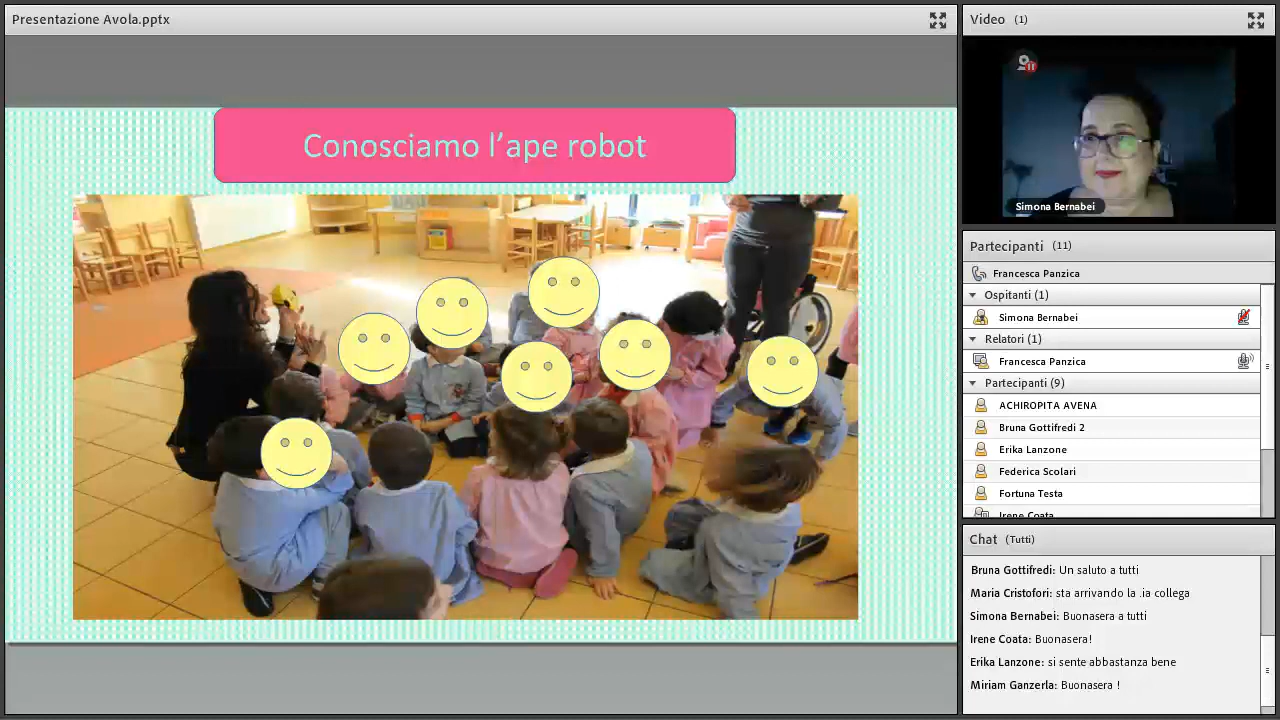 Presentazione Avola.pptx
Conosciamo l'ape robot
Video (1)
Simona Bernabei
Partecipanti (11)
Francesca Panzica
Ospitanti (1)
Simona Bernabei
Relatori (1)
Francesca Panzica
Partecipanti (9)
ACHIROPITA AVENA
Bruna Gottifredi 2
Erika Lanzone
Federica Scolari
Fortuna Testa
Irene Coata
Chat (Tutti)
Bruna Gottifredi: Un saluto a tutti
Maria Cristofori: sta arrivando la .ia collega
Simona Bernabei: Buonasera a tutti
Irene Coata: Buonasera!
Erika Lanzone: si sente abbastanza bene
Miriam Ganzerla: Buonasera !